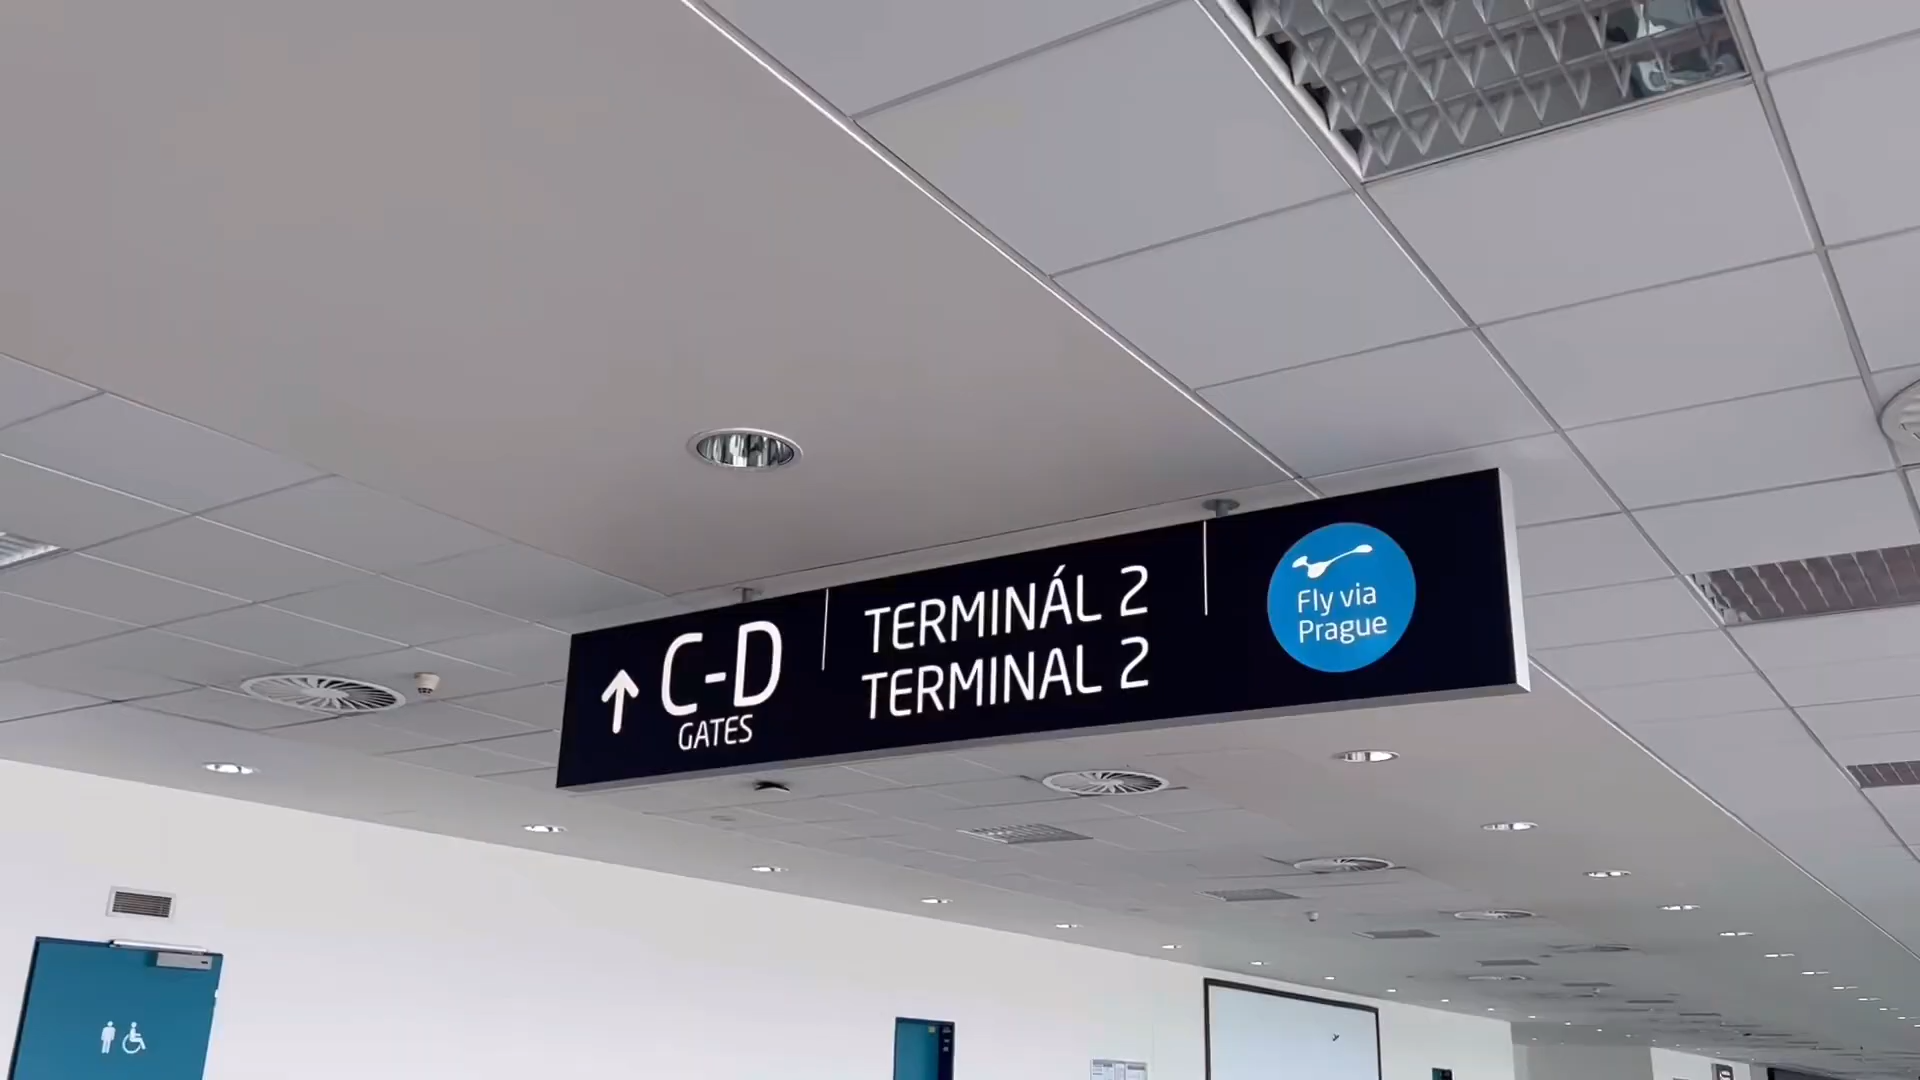 C-D
GATES
TERMINÁL 2
TERMINAL 2
Fly via
Prague